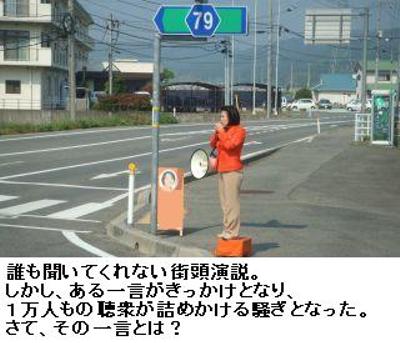 79
誰も聞いてくれない街頭演説。
しかし、ある一言がきっかけとなり、
１万人もの聴衆が詰めかける騒ぎとなった。
さて、その一言とは？